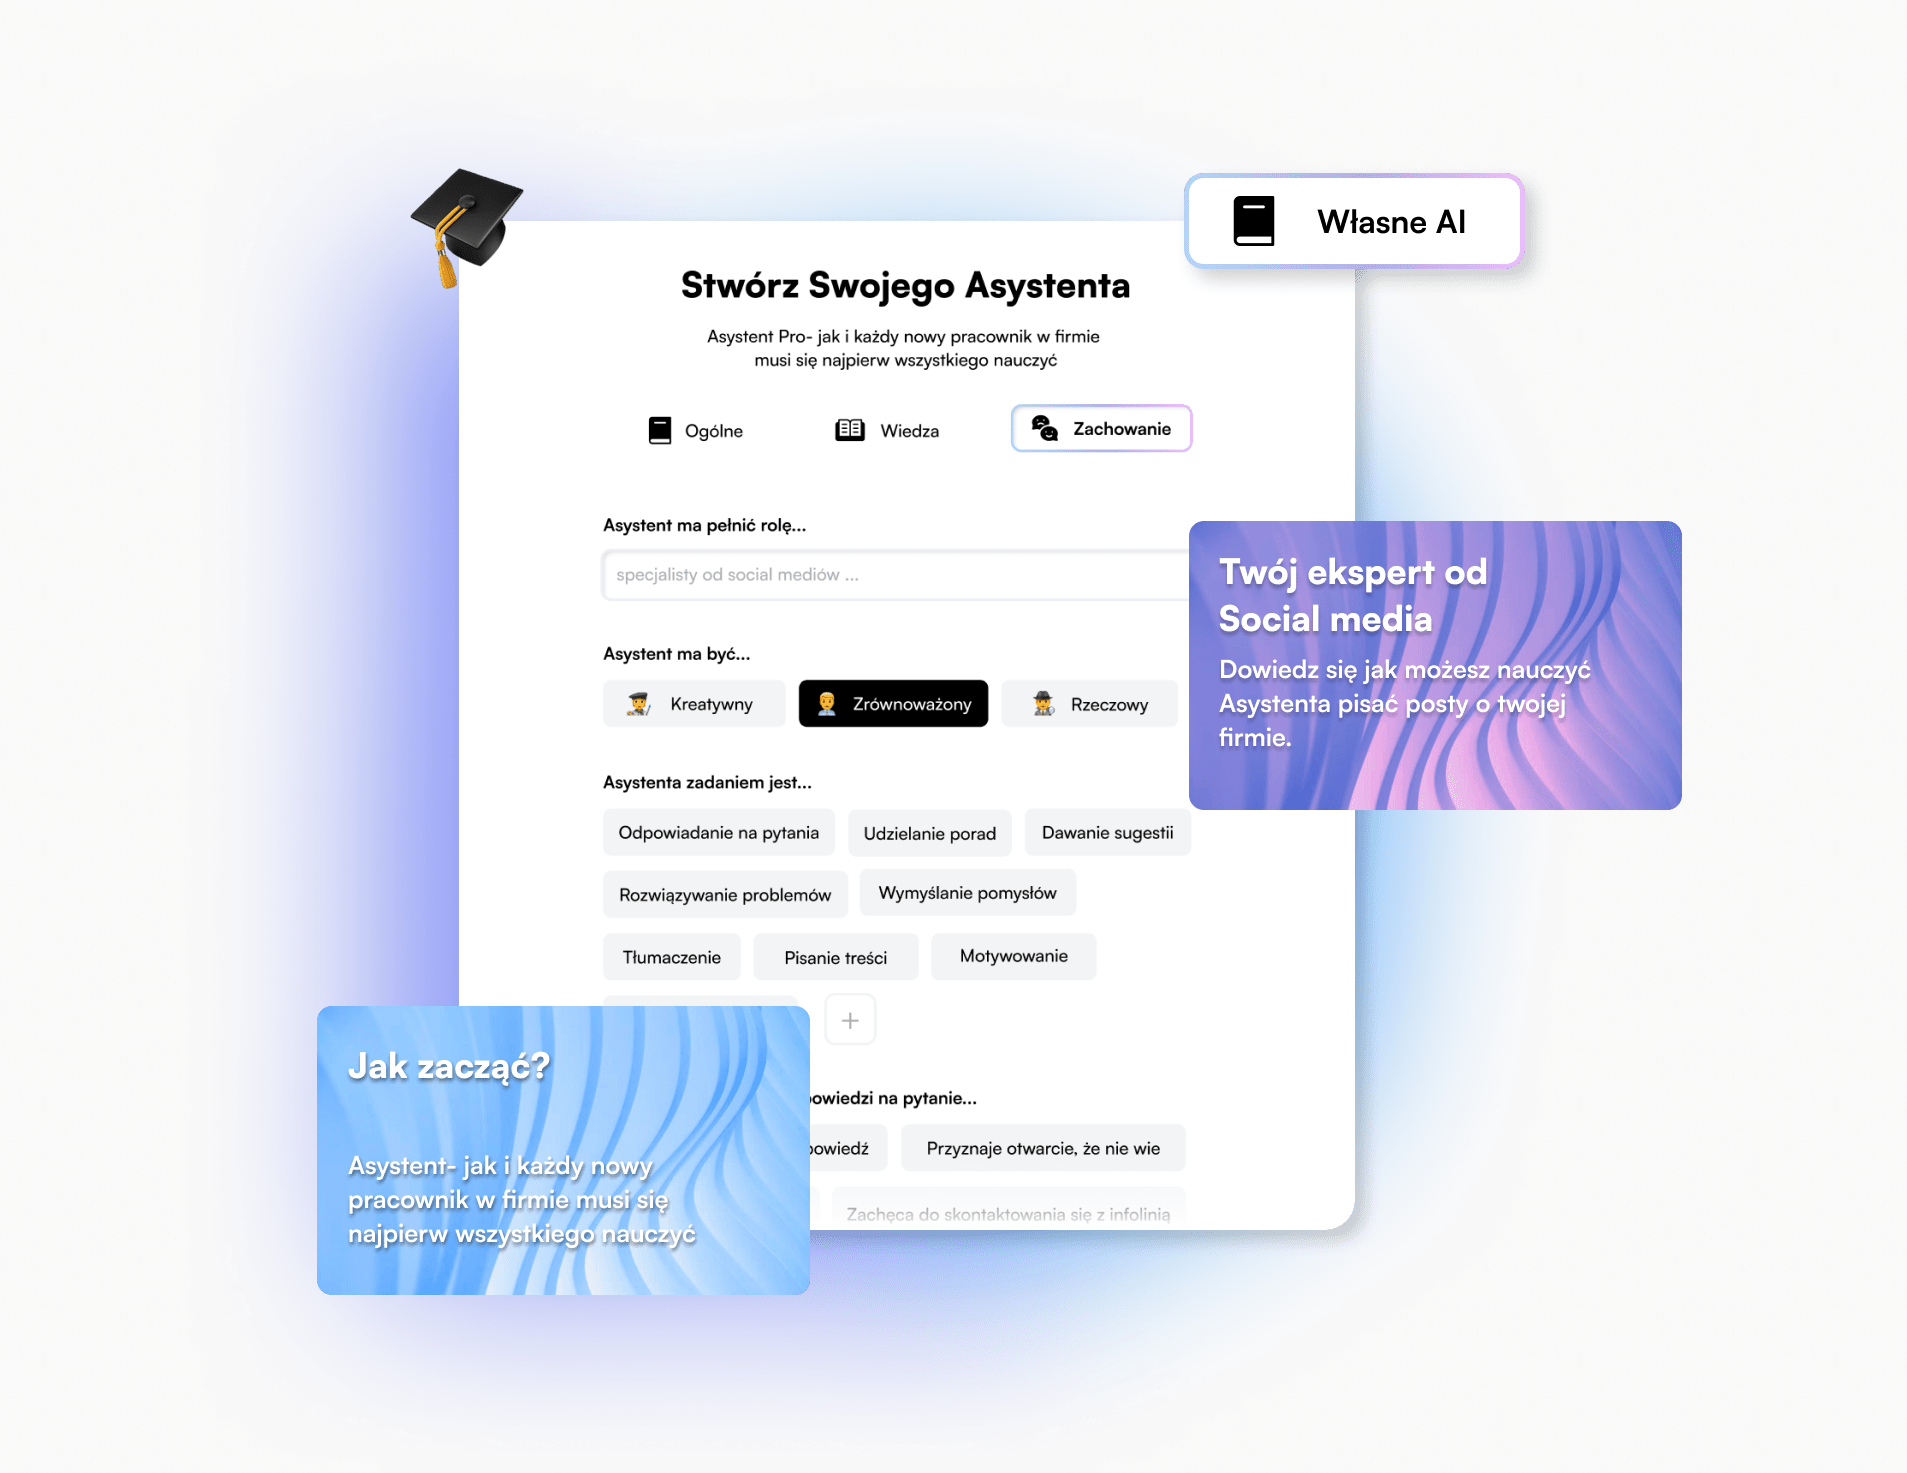 Własne AI
Stwórz Swojego Asystenta
Asystent Pro- jak i każdy nowy pracownik w firmie
musi się najpierw wszystkiego nauczyć
Ogólne
Wiedza
Zachowanie
Asystent ma pełnić rolę...
specjalisty od social mediów ...
Twój ekspert od
Social media
Dowiedz się jak możesz nauczyć
Asystenta pisać posty o twojej
firmie.
Asystent ma być...
Kreatywny
Zrównoważony
Rzeczowy
Asystenta zadaniem jest...
Odpowiadanie na pytania
Udzielanie porad
Dawanie sugestii
Rozwiązywanie problemów
Wymyślanie pomysłów
Tłumaczenie
Pisanie treści
Motywowanie
Jak zacząć?
Asystent- jak i każdy nowy
pracownik w firmie musi się
najpierw wszystkiego nauczyć
na pytanie...
Przyznaje otwarcie, że nie wie
Zachęca do skontaktowania się z infolinią